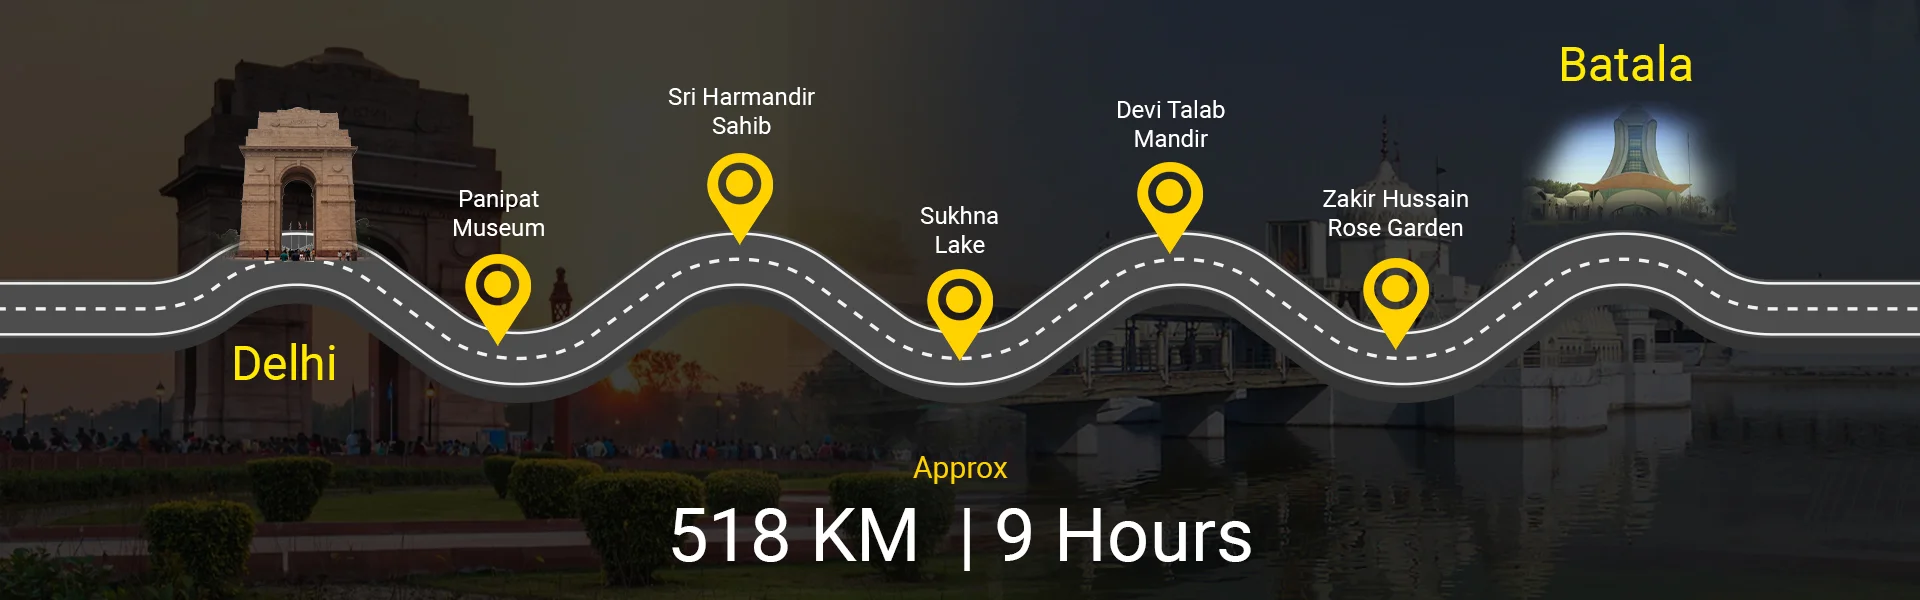 Batala
Sri Harmandir
Sahib
Devi Talab
Mandir
Panipat
Museum
Sukhna
Lake
Zakir Hussain
Rose Garden
Delhi
Approx
518 KM | 9 Hours